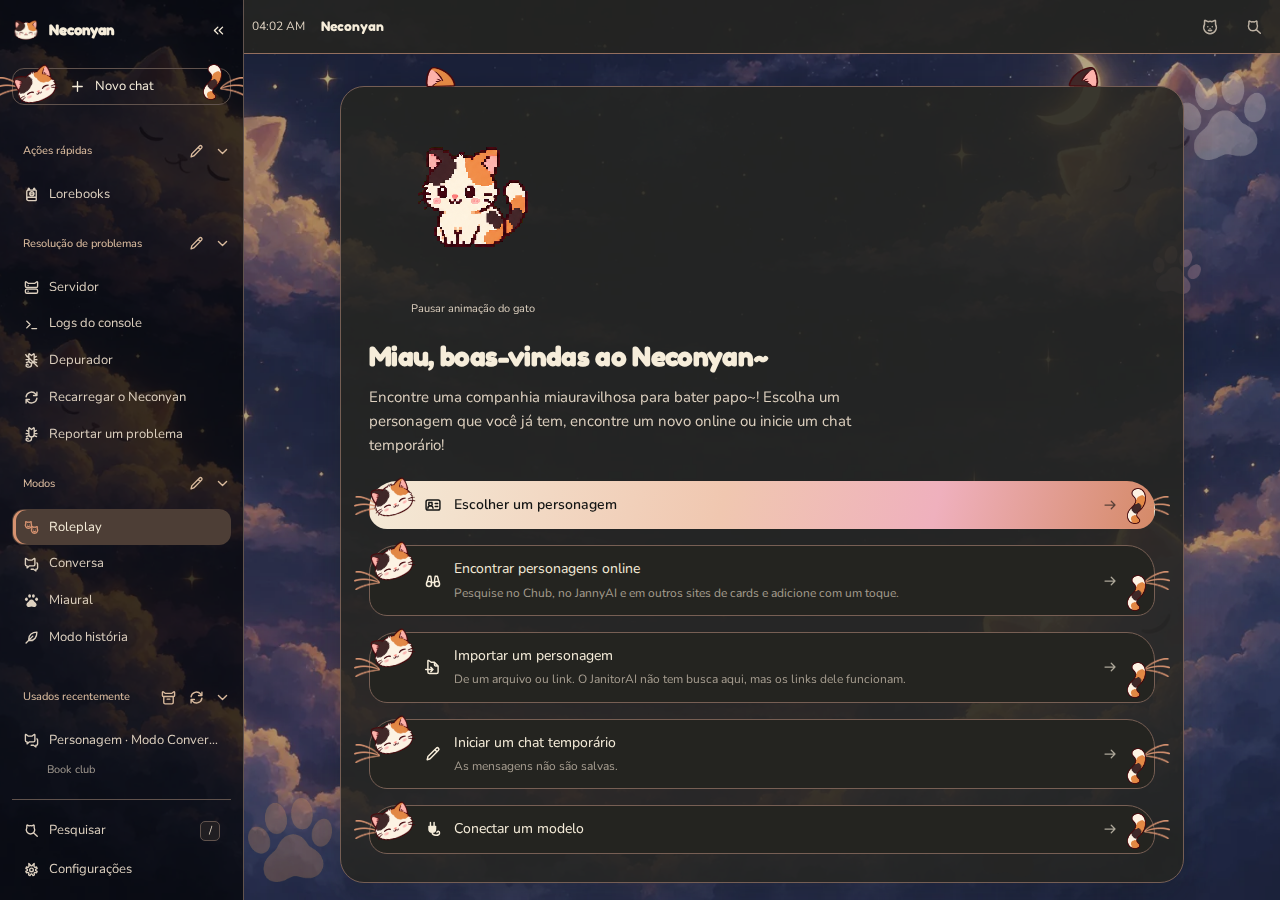 Neconyan
Novo chat
Ações rápidas
Lorebooks
Resolução de problemas
Servidor
Logs do console
Depurador
Recarregar o Neconyan
Reportar um problema
Modos
Roleplay
Conversa
Miaural
Modo história
Usados recentemente
Personagem · Modo Conver...
Book club
Pesquisar /
Configurações
04:02 AM Neconyan
Pausar animação do gato
Miau, boas-vindas ao Neconyan~
Encontre uma companhia miauravilhosa para bater papo~! Escolha um
personagem que você já tem, encontre um novo online ou inicie um chat
temporário!
Escolher um personagem
Encontrar personagens online
Pesquise no Chub, no JannyAI e em outros sites de cards e adicione com um toque.
Importar um personagem
De um arquivo ou link. O JanitorAI não tem busca aqui, mas os links dele funcionam.
Iniciar um chat temporário
As mensagens não são salvas.
Conectar um modelo